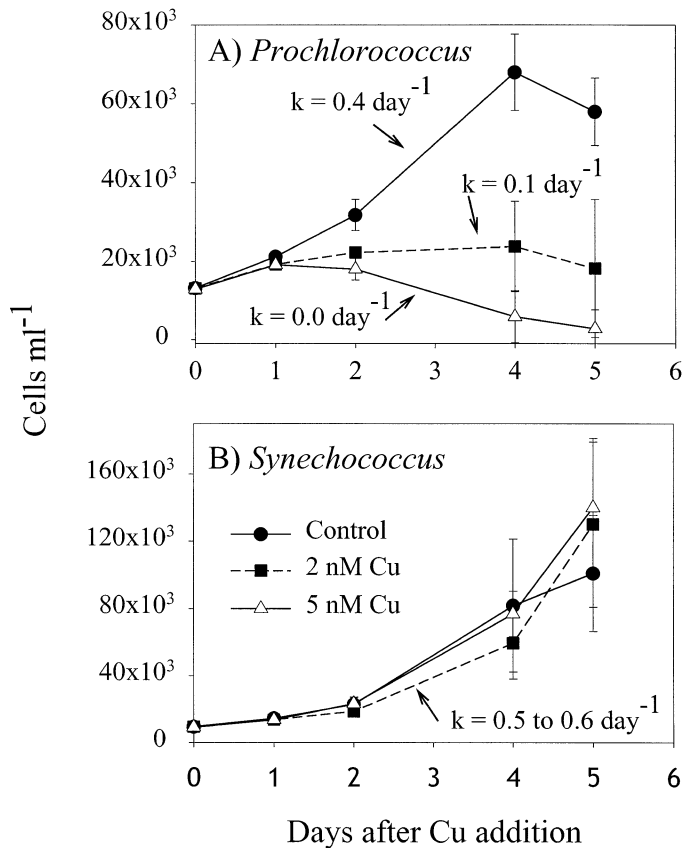 Cells ml⁻¹
A) Prochlorococcus
80x10³
60x10³
40x10³
20x10³
0
k = 0.4 day⁻¹
k = 0.1 day⁻¹
k = 0.0 day⁻¹
0 1 2 3 4 5 6
B) Synechococcus
160x10³
120x10³
80x10³
40x10³
0
Control
2 nM Cu
5 nM Cu
k = 0.5 to 0.6 day⁻¹
0 1 2 3 4 5 6
Days after Cu addition